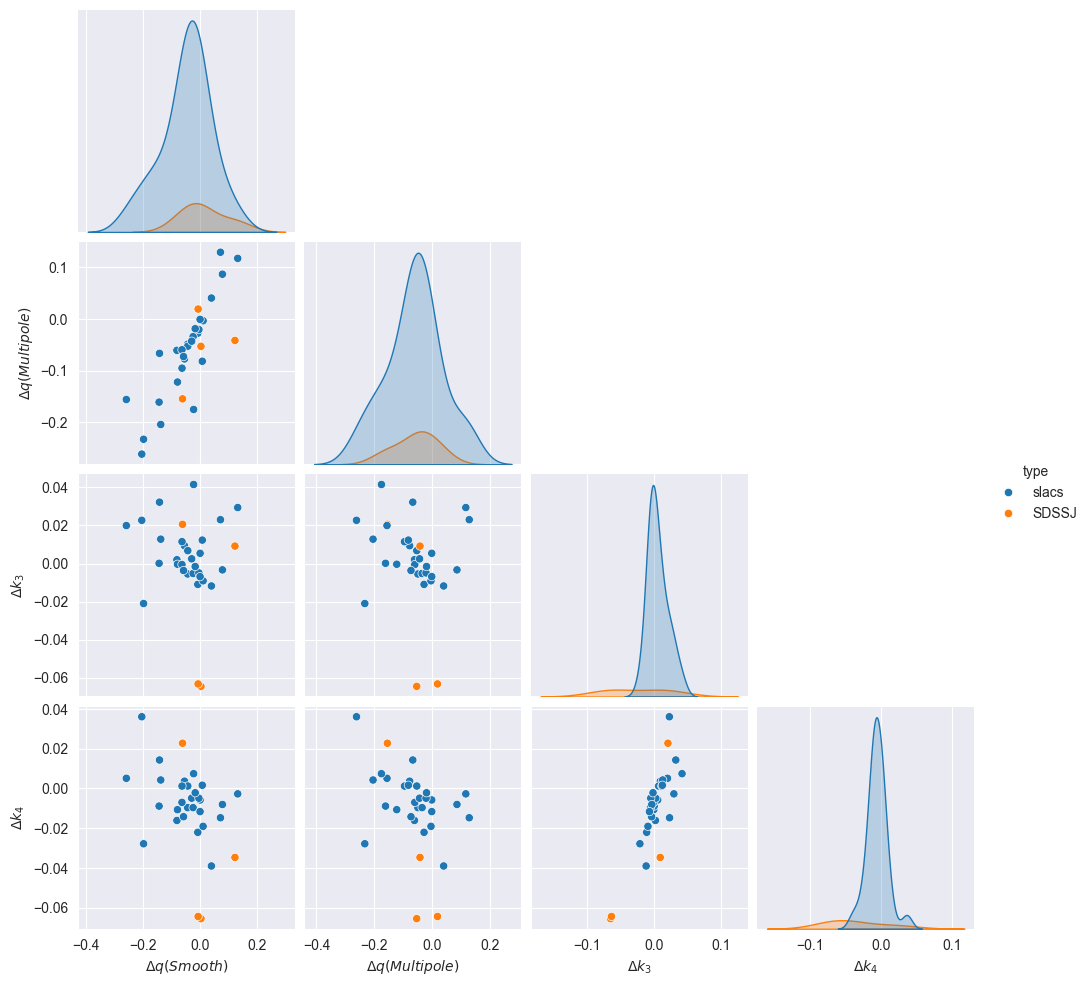 0.1
0.0
−0.1
−0.2
Δq(Multipole)
0.04
0.02
0.00
−0.02
−0.04
−0.06
Δk₃
type
slacs
SDSSJ
0.04
0.02
0.00
−0.02
−0.04
−0.06
Δk₄
−0.4 −0.2 0.0 0.2
Δq(Smooth)
−0.4 −0.2 0.0 0.2
Δq(Multipole)
−0.1 0.0 0.1
Δk₃
−0.1 0.0 0.1
Δk₄